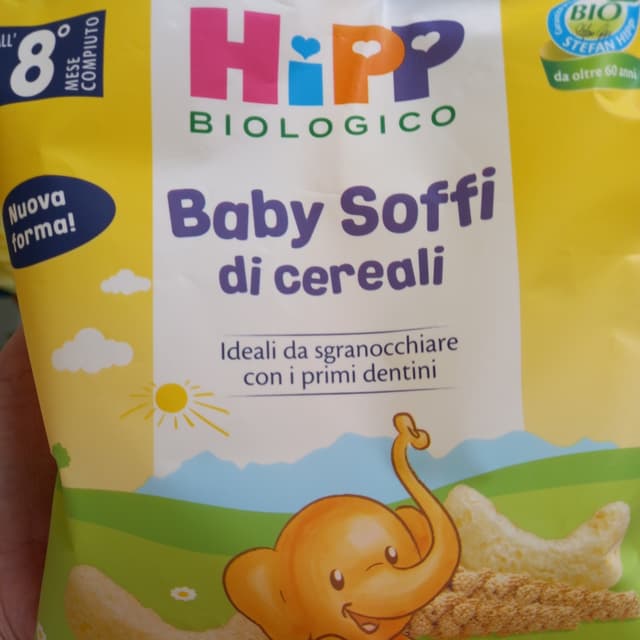 ALL'
8°
MESE
COMPIUTO
HiPP
BIOLOGICO
BIO
STEFAN HIPP
da oltre 60 anni
Nuova
forma!
Baby Soffi
di cereali
Ideali da sgranocchiare
con i primi dentini